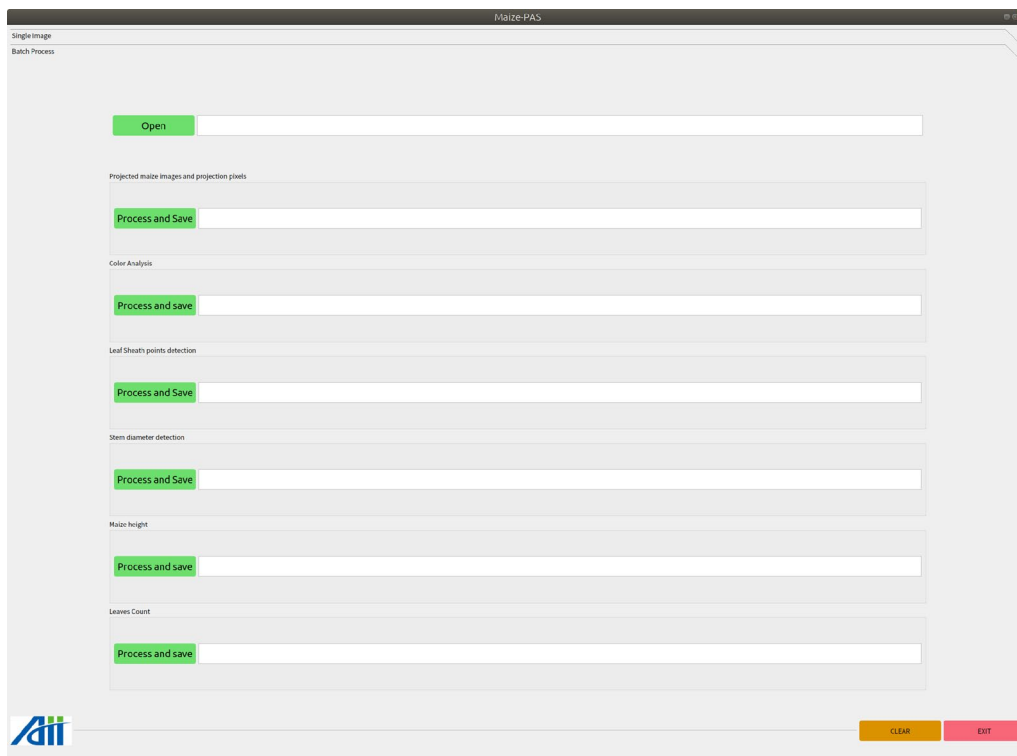 Maize-PAS
Single Image
Batch Process
Open
Projected maize images and projection pixels
Process and Save
Color Analysis
Process and save
Leaf Sheath points detection
Process and Save
Stem diameter detection
Process and Save
Maize height
Process and save
Leaves Count
Process and save
AII
CLEAR
EXIT